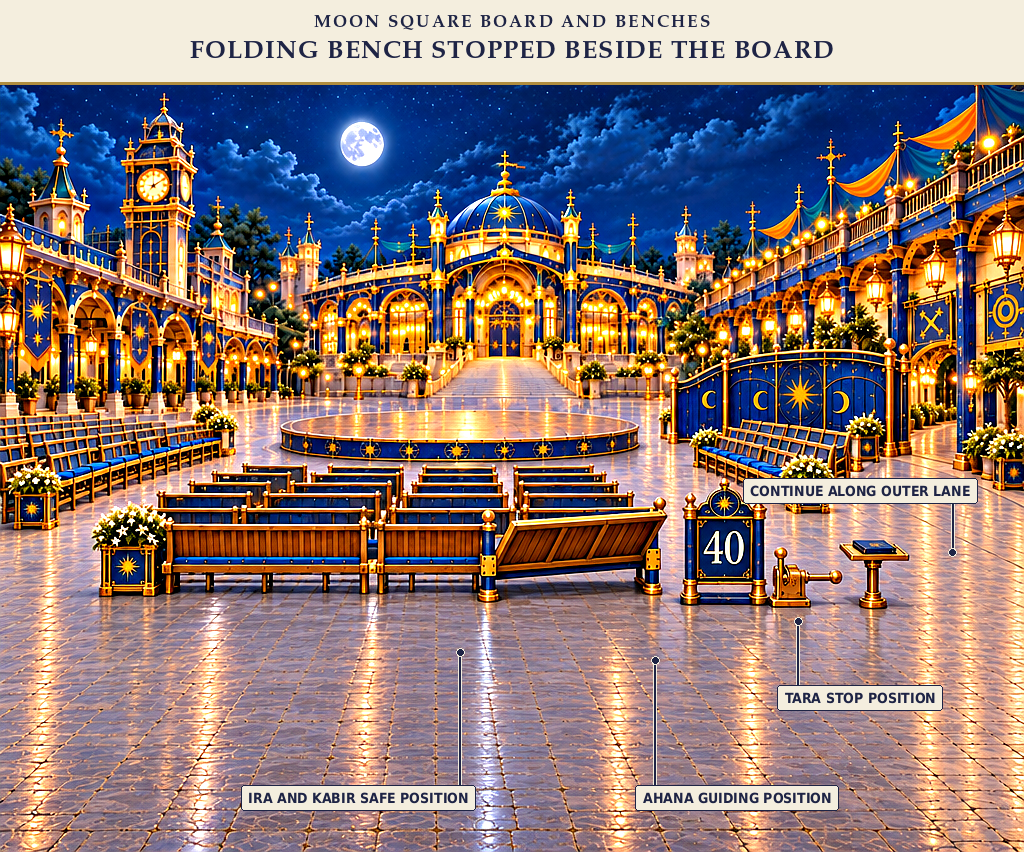 MOON SQUARE BOARD AND BENCHES
FOLDING BENCH STOPPED BESIDE THE BOARD
CONTINUE ALONG OUTER LANE
40
TARA STOP POSITION
IRA AND KABIR SAFE POSITION
AHANA GUIDING POSITION